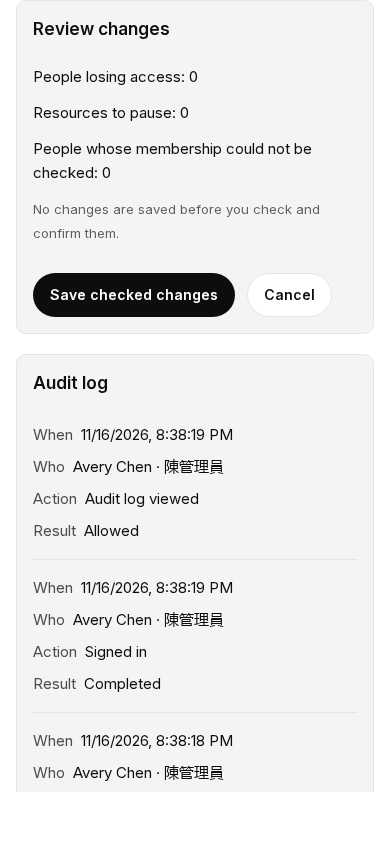 Review changes
People losing access: 0
Resources to pause: 0
People whose membership could not be
checked: 0
No changes are saved before you check and
confirm them.
Save checked changes
Cancel
Audit log
When 11/16/2026, 8:38:19 PM
Who Avery Chen · 陳管理員
Action Audit log viewed
Result Allowed
When 11/16/2026, 8:38:19 PM
Who Avery Chen · 陳管理員
Action Signed in
Result Completed
When 11/16/2026, 8:38:18 PM
Who Avery Chen · 陳管理員